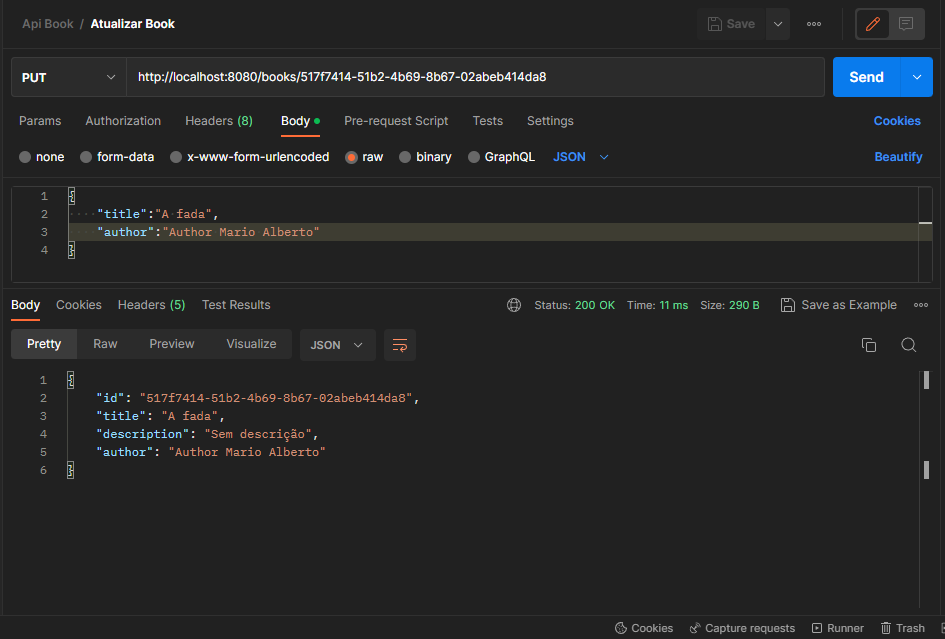 Api Book / Atualizar Book
Save
PUT
http://localhost:8080/books/517f7414-51b2-4b69-8b67-02abeb414da8
Send
Params Authorization Headers (8) Body Pre-request Script Tests Settings Cookies
none form-data x-www-form-urlencoded raw binary GraphQL JSON Beautify
1 {
2 "title":"A fada",
3 "author":"Author Mario Alberto"
4 }
Body Cookies Headers (5) Test Results Status: 200 OK Time: 11 ms Size: 290 B Save as Example
Pretty Raw Preview Visualize JSON
1 {
2 "id": "517f7414-51b2-4b69-8b67-02abeb414da8",
3 "title": "A fada",
4 "description": "Sem descrição",
5 "author": "Author Mario Alberto"
6 }
Cookies Capture requests Runner Trash